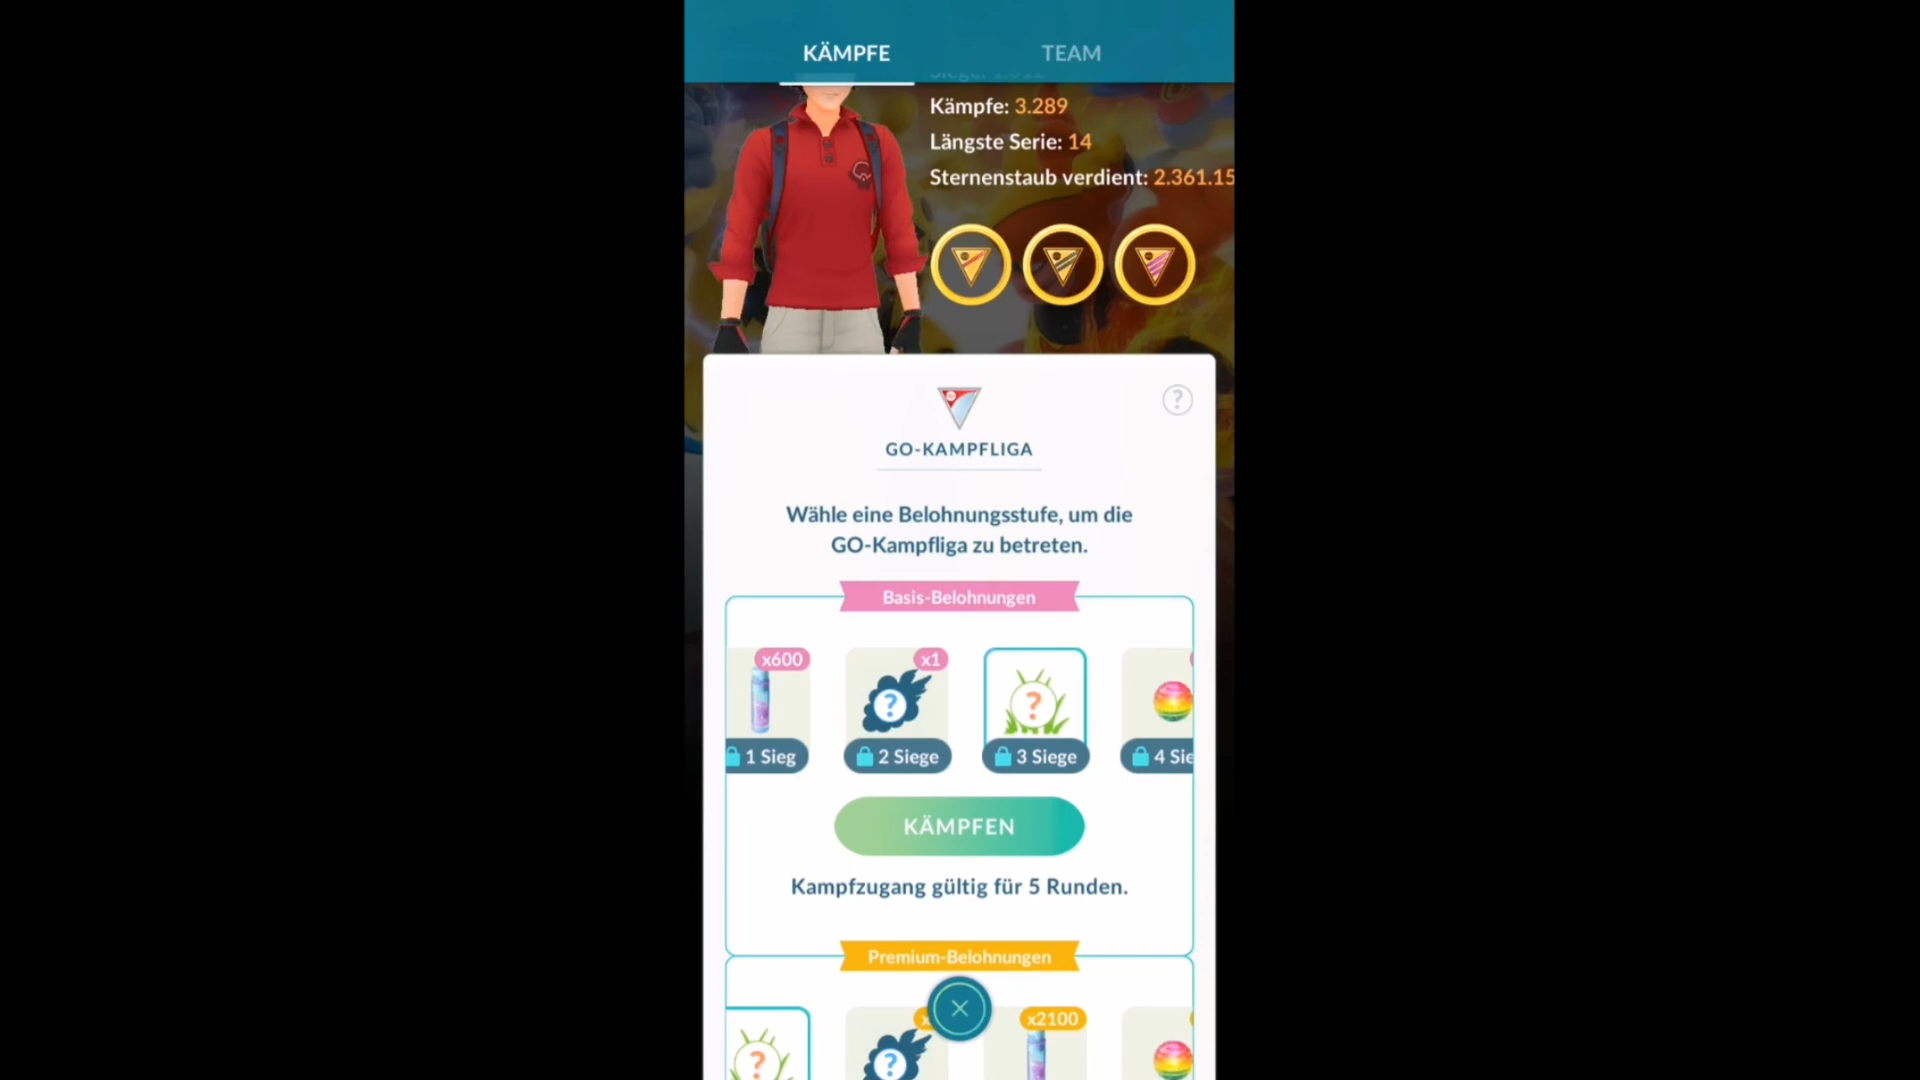 KÄMPFE
TEAM
Kämpfe: 3.289
Längste Serie: 14
Sternenstaub verdient: 2.361.15
GO-KAMPFLIGA
?
Wähle eine Belohnungsstufe, um die
GO-Kampfliga zu betreten.
Basis-Belohnungen
x600
x1
?
?
1 Sieg
2 Siege
3 Siege
4 Sie
KÄMPFEN
Kampfzugang gültig für 5 Runden.
Premium-Belohnungen
x2100
?
?